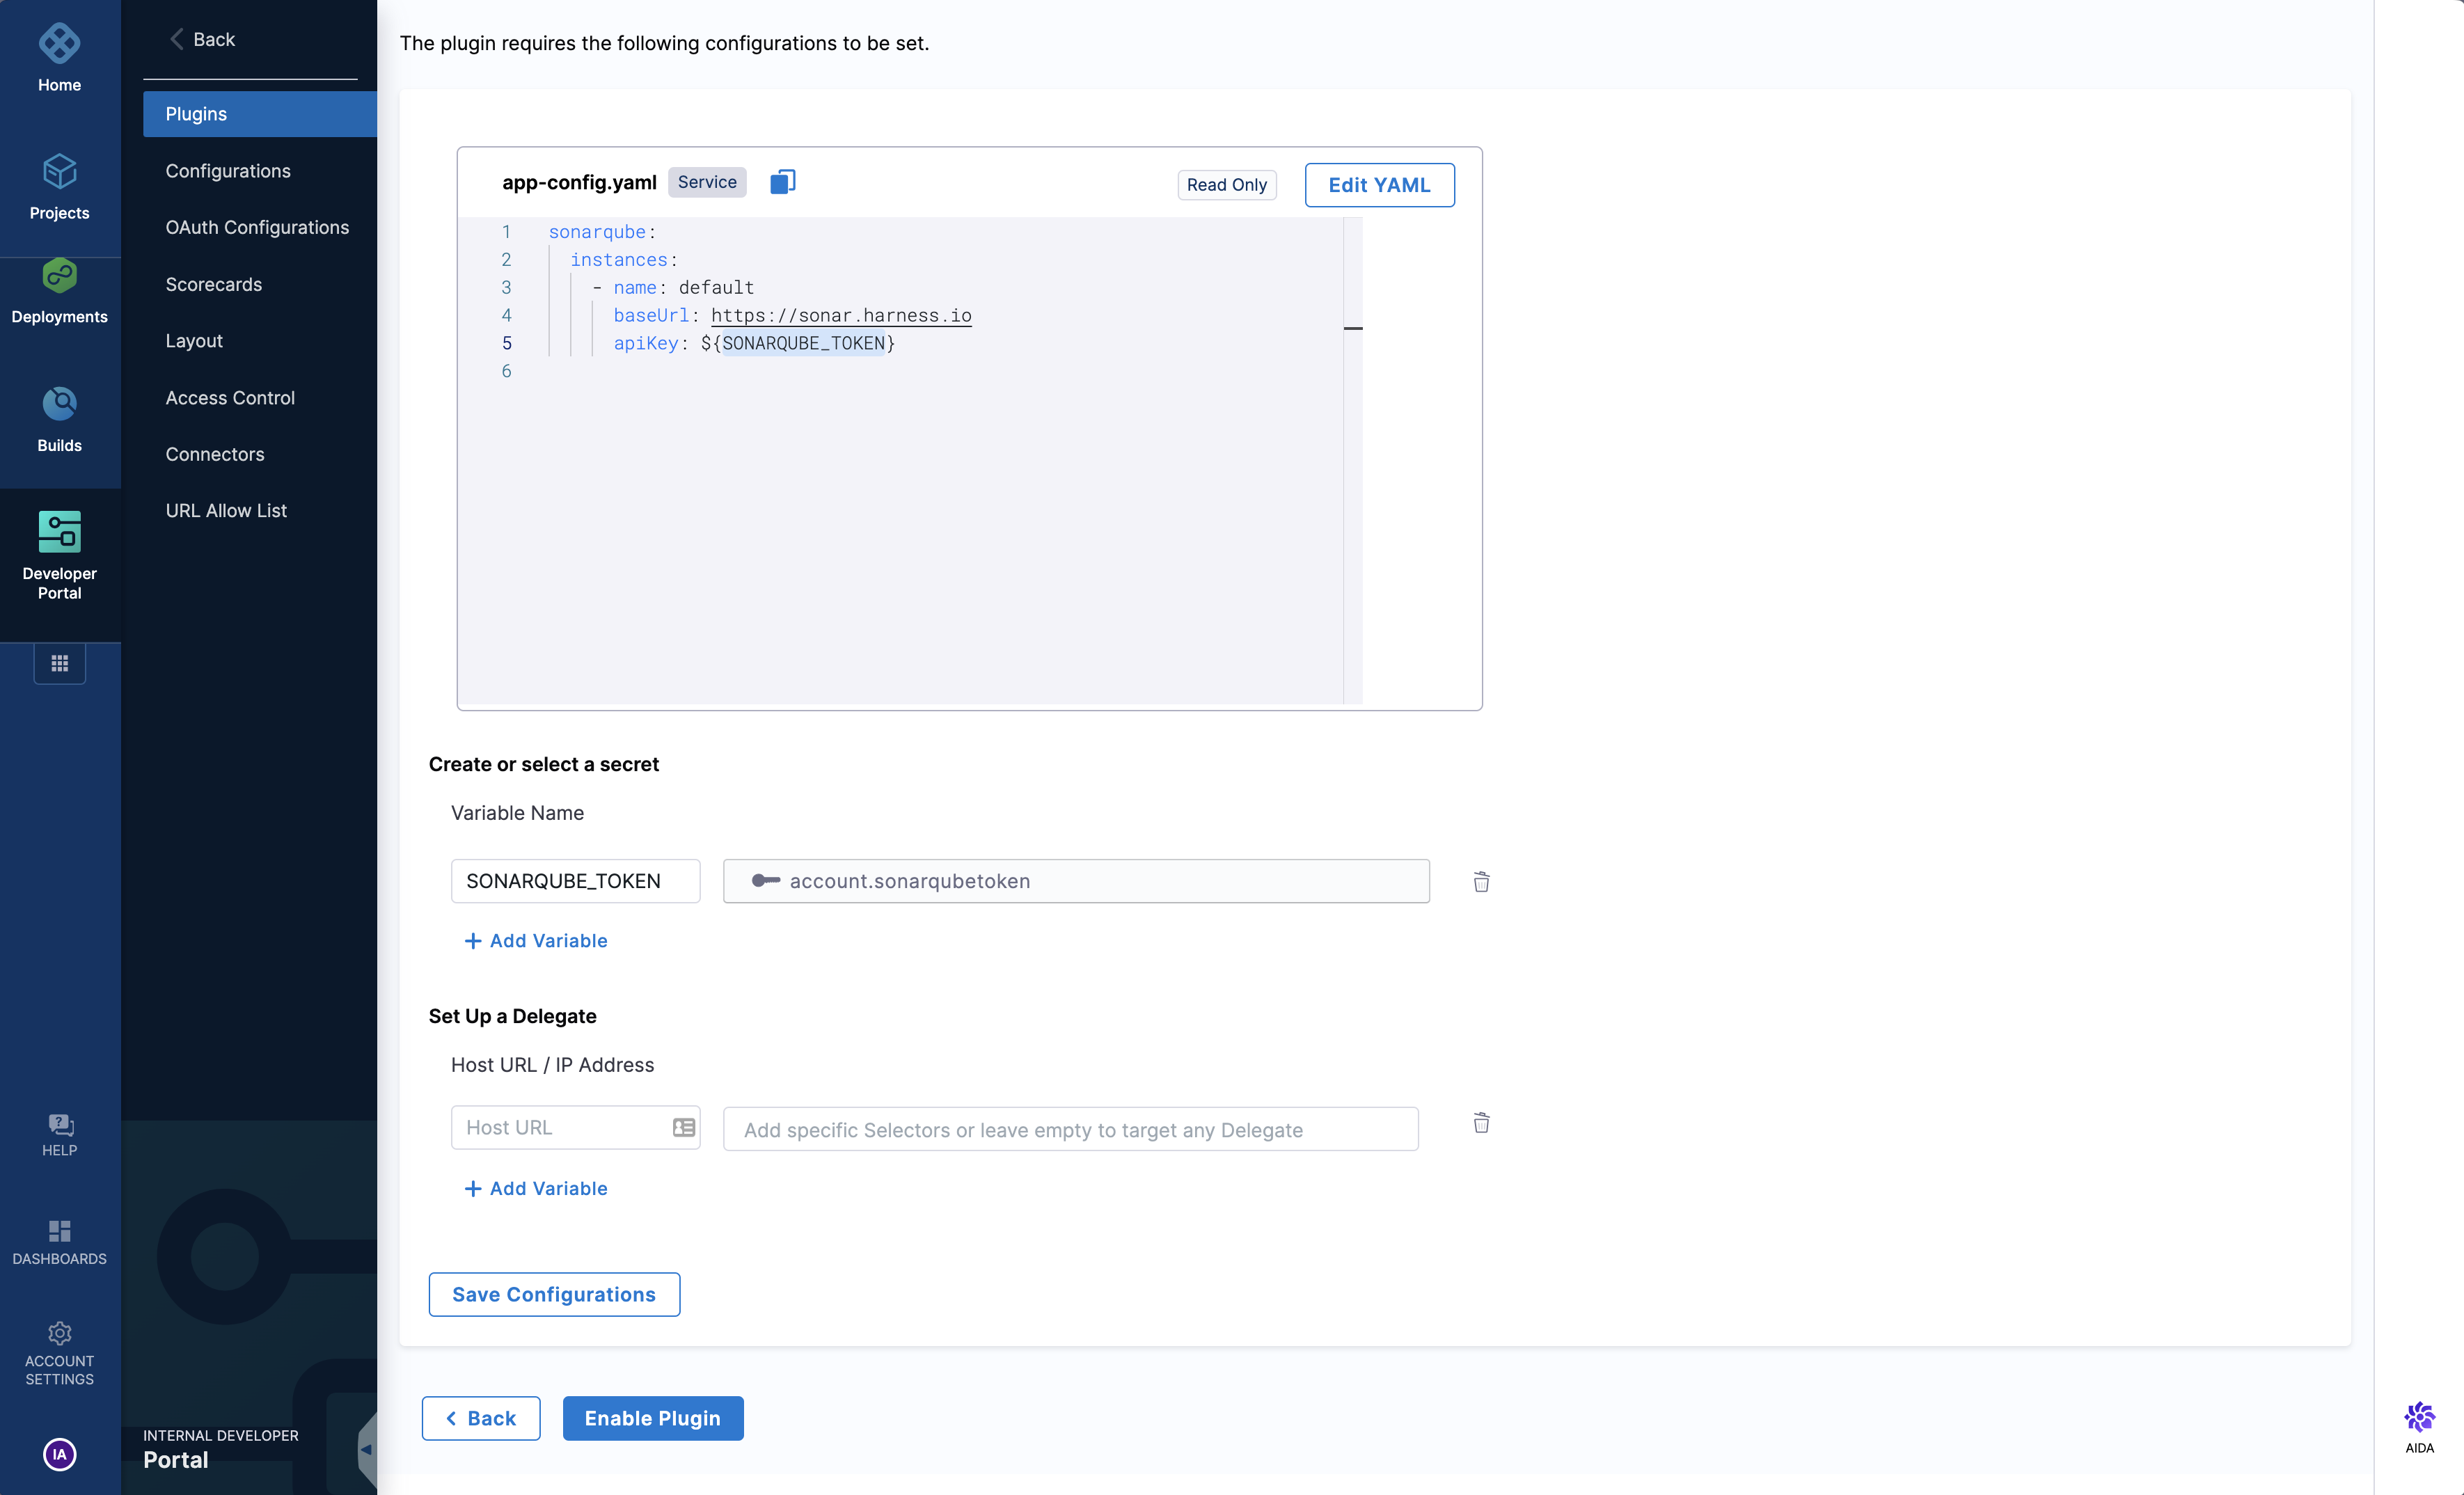 Home
Projects
Deployments
Builds
Developer
Portal
HELP
DASHBOARDS
ACCOUNT
SETTINGS
IA
Back
Plugins
Configurations
OAuth Configurations
Scorecards
Layout
Access Control
Connectors
URL Allow List
INTERNAL DEVELOPER
Portal
The plugin requires the following configurations to be set.
app-config.yaml Service Read Only Edit YAML
1 sonarqube:
2 instances:
3 - name: default
4 baseUrl: https://sonar.harness.io
5 apiKey: ${SONARQUBE_TOKEN}
6
Create or select a secret
Variable Name
SONARQUBE_TOKEN account.sonarqubetoken
+ Add Variable
Set Up a Delegate
Host URL / IP Address
Host URL Add specific Selectors or leave empty to target any Delegate
+ Add Variable
Save Configurations
Back Enable Plugin
AIDA